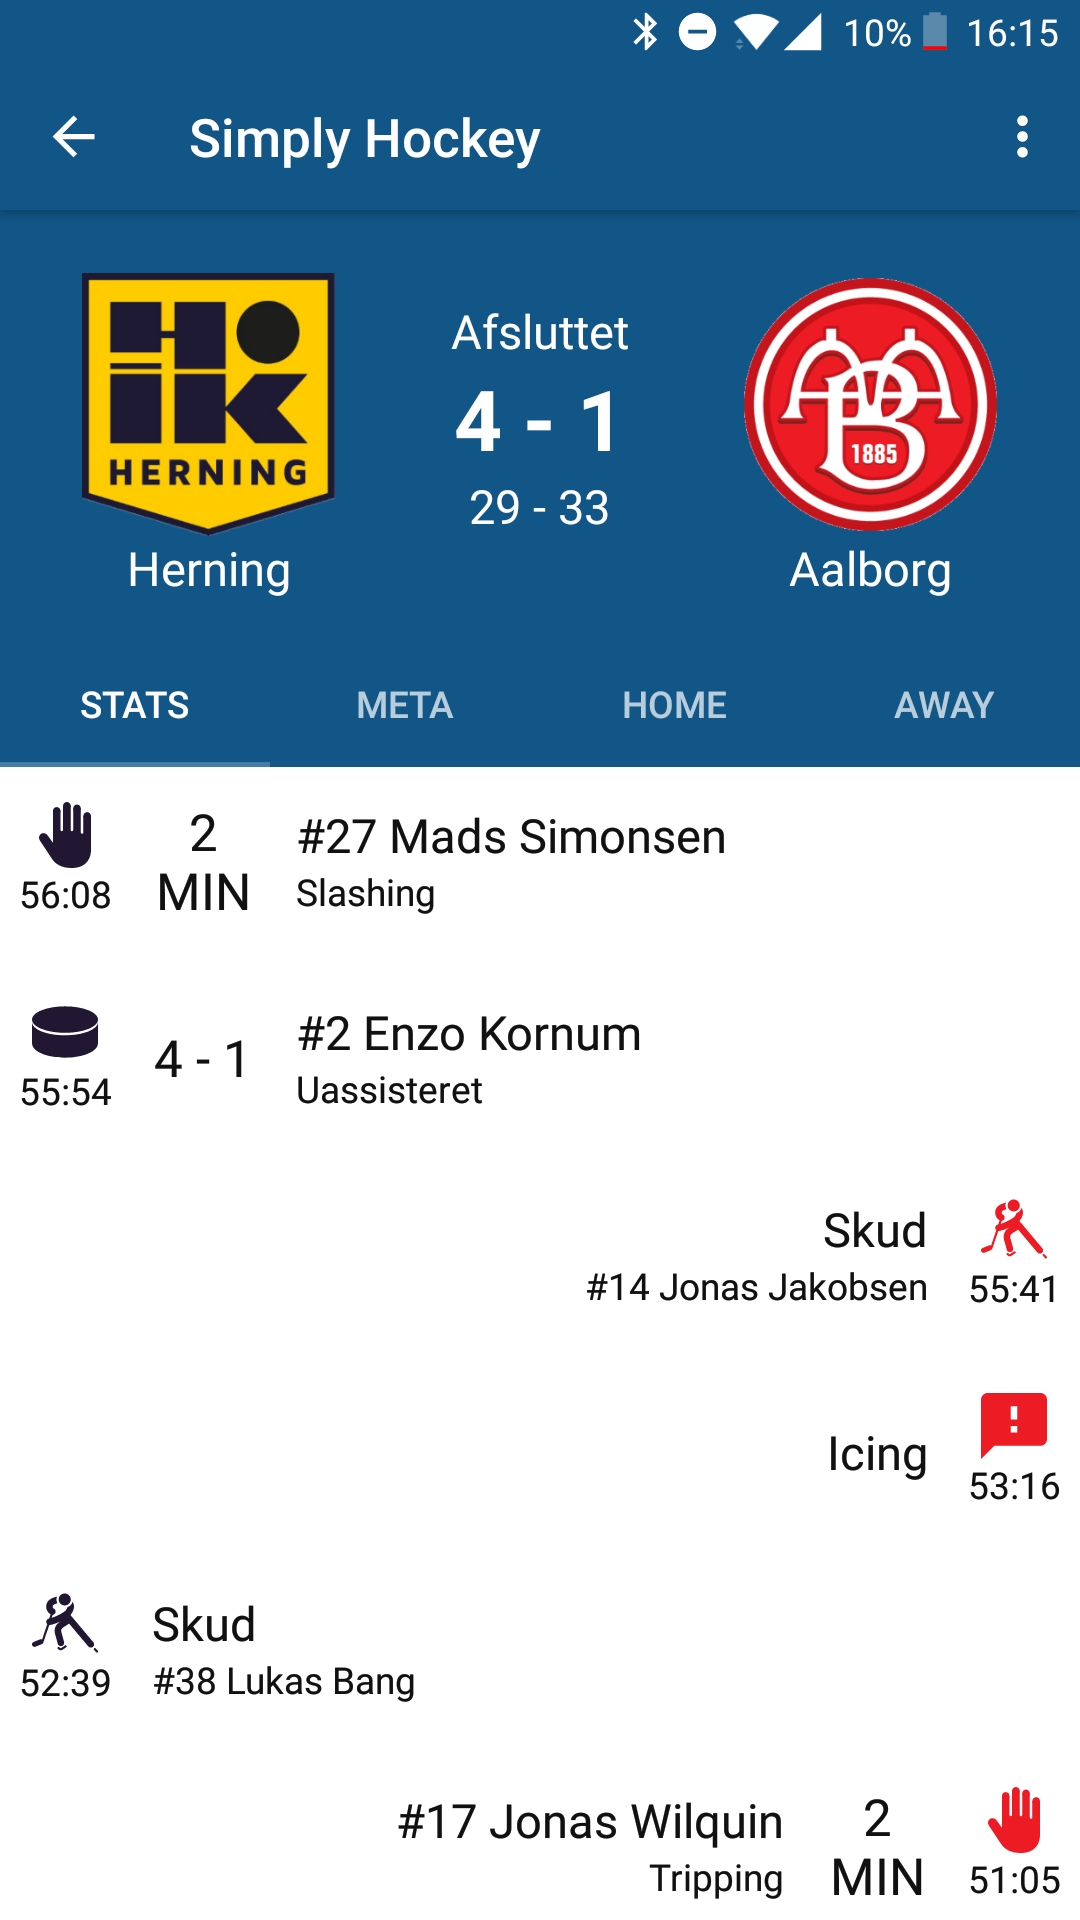 10% 16:15
Simply Hockey
HERNING
1885
Afsluttet
4 - 1
29 - 33
Herning
Aalborg
STATS META HOME AWAY
56:08
2
MIN
#27 Mads Simonsen
Slashing
55:54
4 - 1
#2 Enzo Kornum
Uassisteret
Skud
#14 Jonas Jakobsen
55:41
Icing
53:16
52:39
Skud
#38 Lukas Bang
#17 Jonas Wilquin
Tripping
2
MIN
51:05